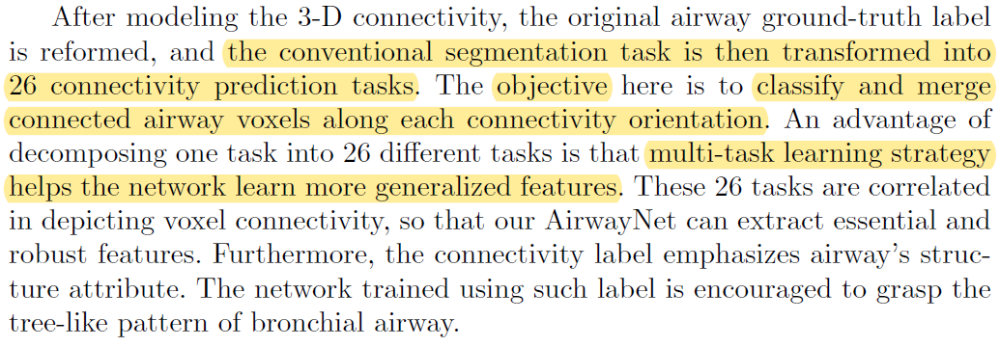 After modeling the 3-D connectivity, the original airway ground-truth label
is reformed, and the conventional segmentation task is then transformed into
26 connectivity prediction tasks. The objective here is to classify and merge
connected airway voxels along each connectivity orientation. An advantage of
decomposing one task into 26 different tasks is that multi-task learning strategy
helps the network learn more generalized features. These 26 tasks are correlated
in depicting voxel connectivity, so that our AirwayNet can extract essential and
robust features. Furthermore, the connectivity label emphasizes airway's struc-
ture attribute. The network trained using such label is encouraged to grasp the
tree-like pattern of bronchial airway.